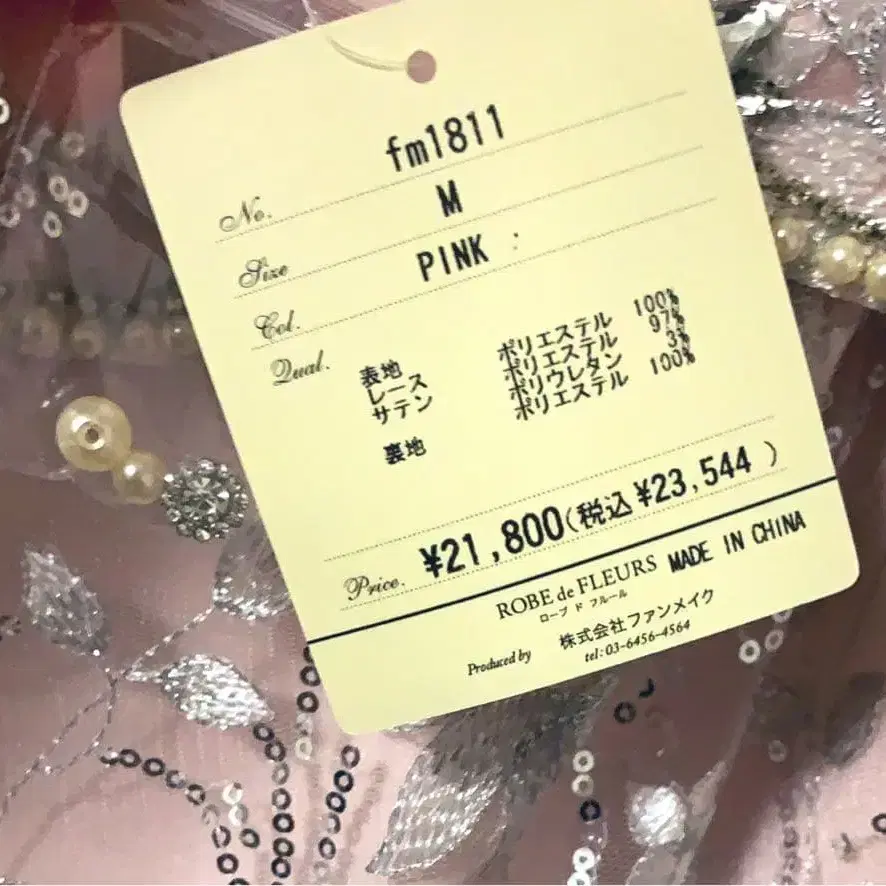 No. fm1811
Size M
Col. PINK :
Qual.
表地 ポリエステル 100%
レース ポリエステル 97%
サテン ポリウレタン 3%
ポリエステル 100%
裏地
Price. ¥21,800(税込¥23,544 )
ROBE de FLEURS MADE IN CHINA
ローブ ド フルール
Produced by 株式会社ファンメイク
tel:03-6456-4564